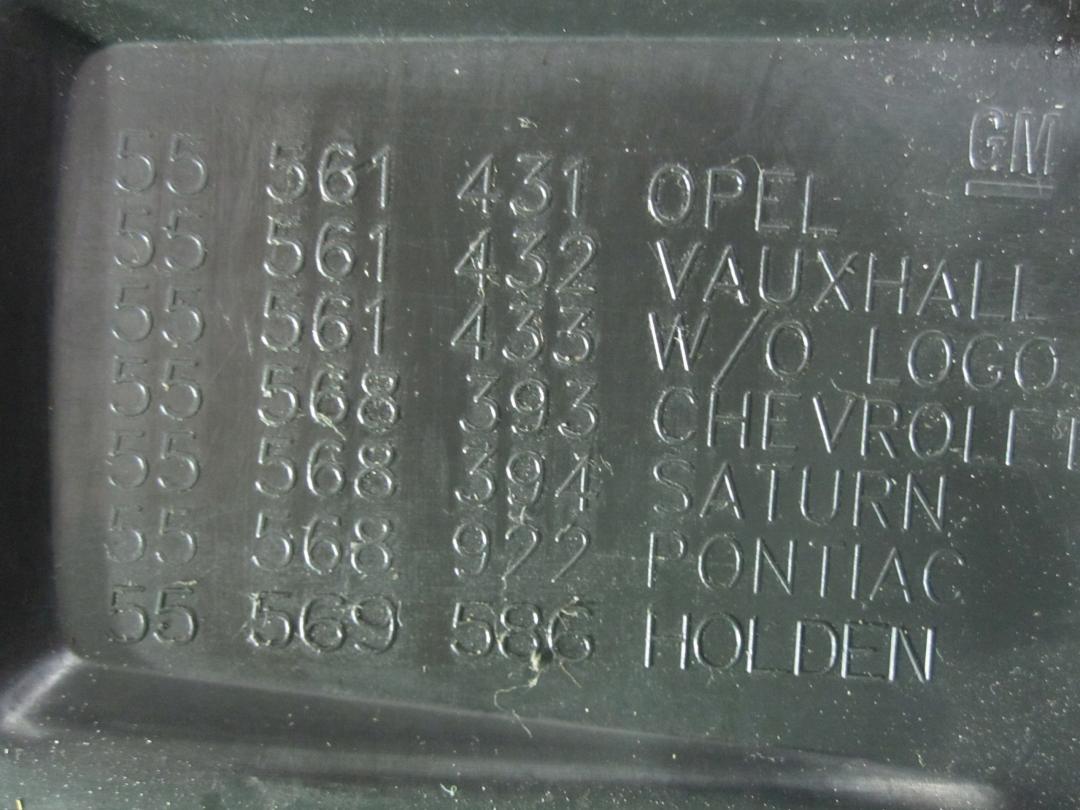 GM
55 561 431 OPEL
55 561 432 VAUXHALL
55 561 433 W/O LOGO
55 568 393 CHEVROLET
55 568 394 SATURN
55 568 922 PONTIAC
55 569 586 HOLDEN